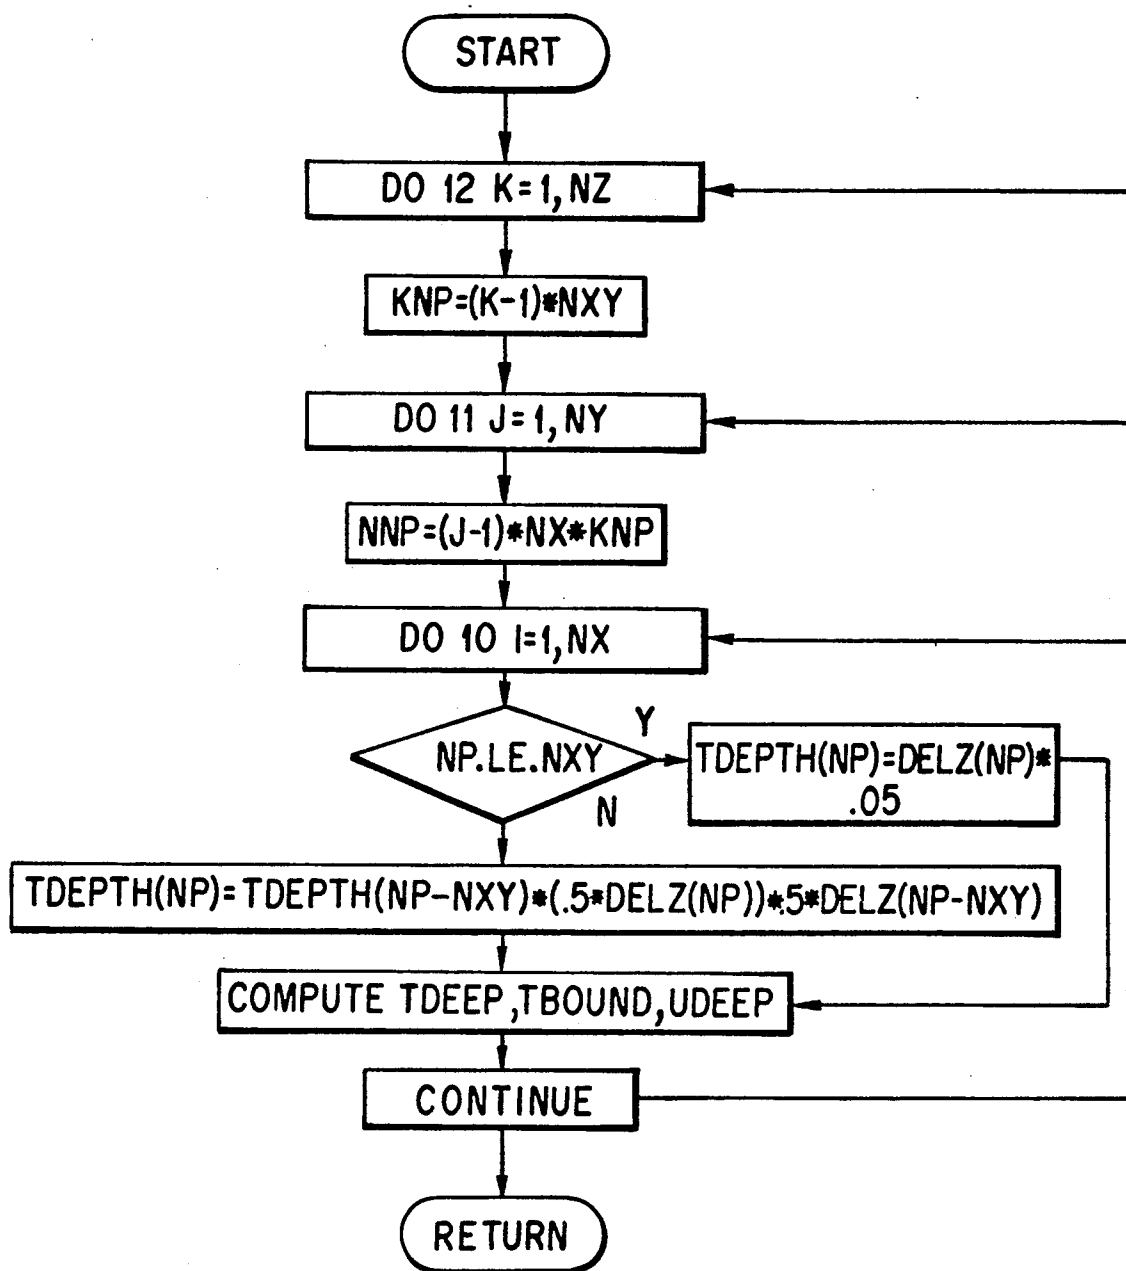 START
DO 12 K=1,NZ
KNP=(K-1)*NXY
DO 11 J=1,NY
NNP=(J-1)*NX*KNP
DO 10 I=1,NX
NP.LE.NXY
Y
N
TDEPTH(NP)=DELZ(NP)*
.05
TDEPTH(NP)=TDEPTH(NP-NXY)*(.5*DELZ(NP))*.5*DELZ(NP-NXY)
COMPUTE TDEEP,TBOUND,UDEEP
CONTINUE
RETURN